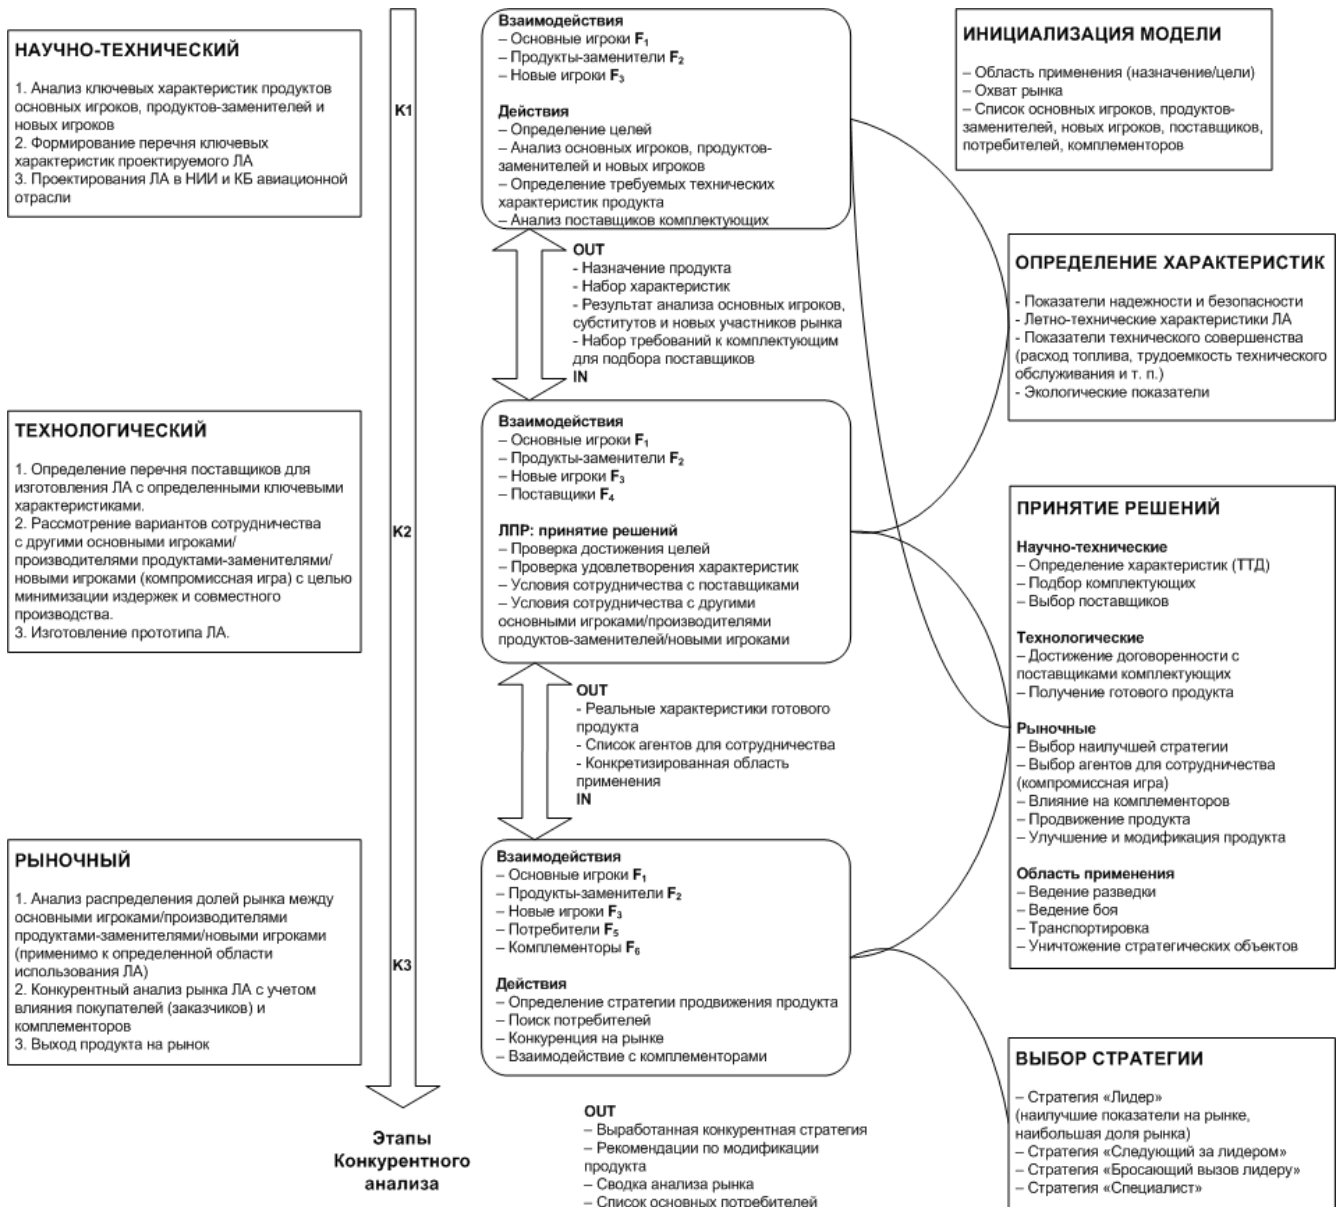 НАУЧНО-ТЕХНИЧЕСКИЙ
1. Анализ ключевых характеристик продуктов
основных игроков, продуктов-заменителей и
новых игроков
2. Формирование перечня ключевых
характеристик проектируемого ЛА
3. Проектирования ЛА в НИИ и КБ авиационной
отрасли
ТЕХНОЛОГИЧЕСКИЙ
1. Определение перечня поставщиков для
изготовления ЛА с определенными ключевыми
характеристиками.
2. Рассмотрение вариантов сотрудничества
с другими основными игроками/
производителями продуктами-заменителями/
новыми игроками (компромиссная игра) с целью
минимизации издержек и совместного
производства.
3. Изготовление прототипа ЛА.
РЫНОЧНЫЙ
1. Анализ распределения долей рынка между
основными игроками/производителями
продуктами-заменителями/новыми игроками
(применимо к определенной области
использования ЛА)
2. Конкурентный анализ рынка ЛА с учетом
влияния покупателей (заказчиков) и
комплементоров
3. Выход продукта на рынок
K1
K2
K3
Этапы
Конкурентного
анализа
Взаимодействия
– Основные игроки F₁
– Продукты-заменители F₂
– Новые игроки F₃
Действия
– Определение целей
– Анализ основных игроков, продуктов-
заменителей и новых игроков
– Определение требуемых технических
характеристик продукта
– Анализ поставщиков комплектующих
OUT
- Назначение продукта
- Набор характеристик
- Результат анализа основных игроков,
субститутов и новых участников рынка
- Набор требований к комплектующим
для подбора поставщиков
IN
Взаимодействия
– Основные игроки F₁
– Продукты-заменители F₂
– Новые игроки F₃
– Поставщики F₄
ЛПР: принятие решений
– Проверка достижения целей
– Проверка удовлетворения характеристик
– Условия сотрудничества с поставщиками
– Условия сотрудничества с другими
основными игроками/производителями
продуктов-заменителей/новыми игроками
OUT
- Реальные характеристики готового
продукта
- Список агентов для сотрудничества
- Конкретизированная область
применения
IN
Взаимодействия
– Основные игроки F₁
– Продукты-заменители F₂
– Новые игроки F₃
– Потребители F₅
– Комплементоры F₆
Действия
– Определение стратегии продвижения продукта
– Поиск потребителей
– Конкуренция на рынке
– Взаимодействие с комплементорами
OUT
– Выработанная конкурентная стратегия
– Рекомендации по модификации
продукта
– Сводка анализа рынка
– Список основных потребителей
ИНИЦИАЛИЗАЦИЯ МОДЕЛИ
– Область применения (назначение/цели)
– Охват рынка
– Список основных игроков, продуктов-
заменителей, новых игроков, поставщиков,
потребителей, комплементоров
ОПРЕДЕЛЕНИЕ ХАРАКТЕРИСТИК
- Показатели надежности и безопасности
- Летно-технические характеристики ЛА
- Показатели технического совершенства
(расход топлива, трудоемкость технического
обслуживания и т. п.)
- Экологические показатели
ПРИНЯТИЕ РЕШЕНИЙ
Научно-технические
– Определение характеристик (ТТД)
– Подбор комплектующих
– Выбор поставщиков
Технологические
– Достижение договоренности с
поставщиками комплектующих
– Получение готового продукта
Рыночные
– Выбор наилучшей стратегии
– Выбор агентов для сотрудничества
(компромиссная игра)
– Влияние на комплементоров
– Продвижение продукта
– Улучшение и модификация продукта
Область применения
– Ведение разведки
– Ведение боя
– Транспортировка
– Уничтожение стратегических объектов
ВЫБОР СТРАТЕГИИ
– Стратегия «Лидер»
(наилучшие показатели на рынке,
наибольшая доля рынка)
– Стратегия «Следующий за лидером»
– Стратегия «Бросающий вызов лидеру»
– Стратегия «Специалист»